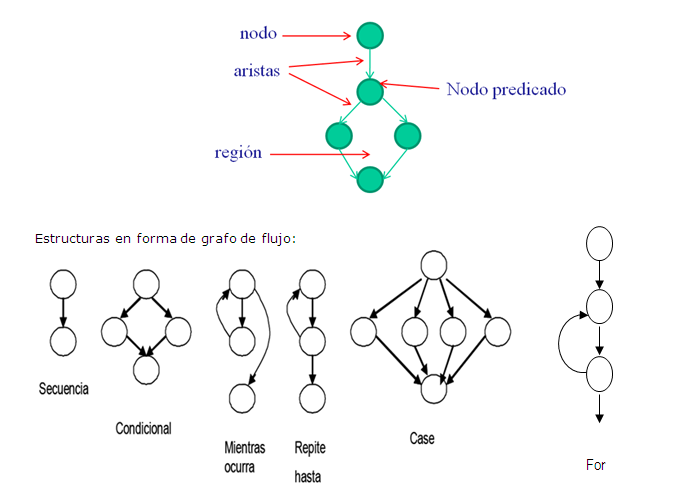 nodo
aristas
Nodo predicado
región
Estructuras en forma de grafo de flujo:
Secuencia
Condicional
Mientras
ocurra
Repite
hasta
Case
For